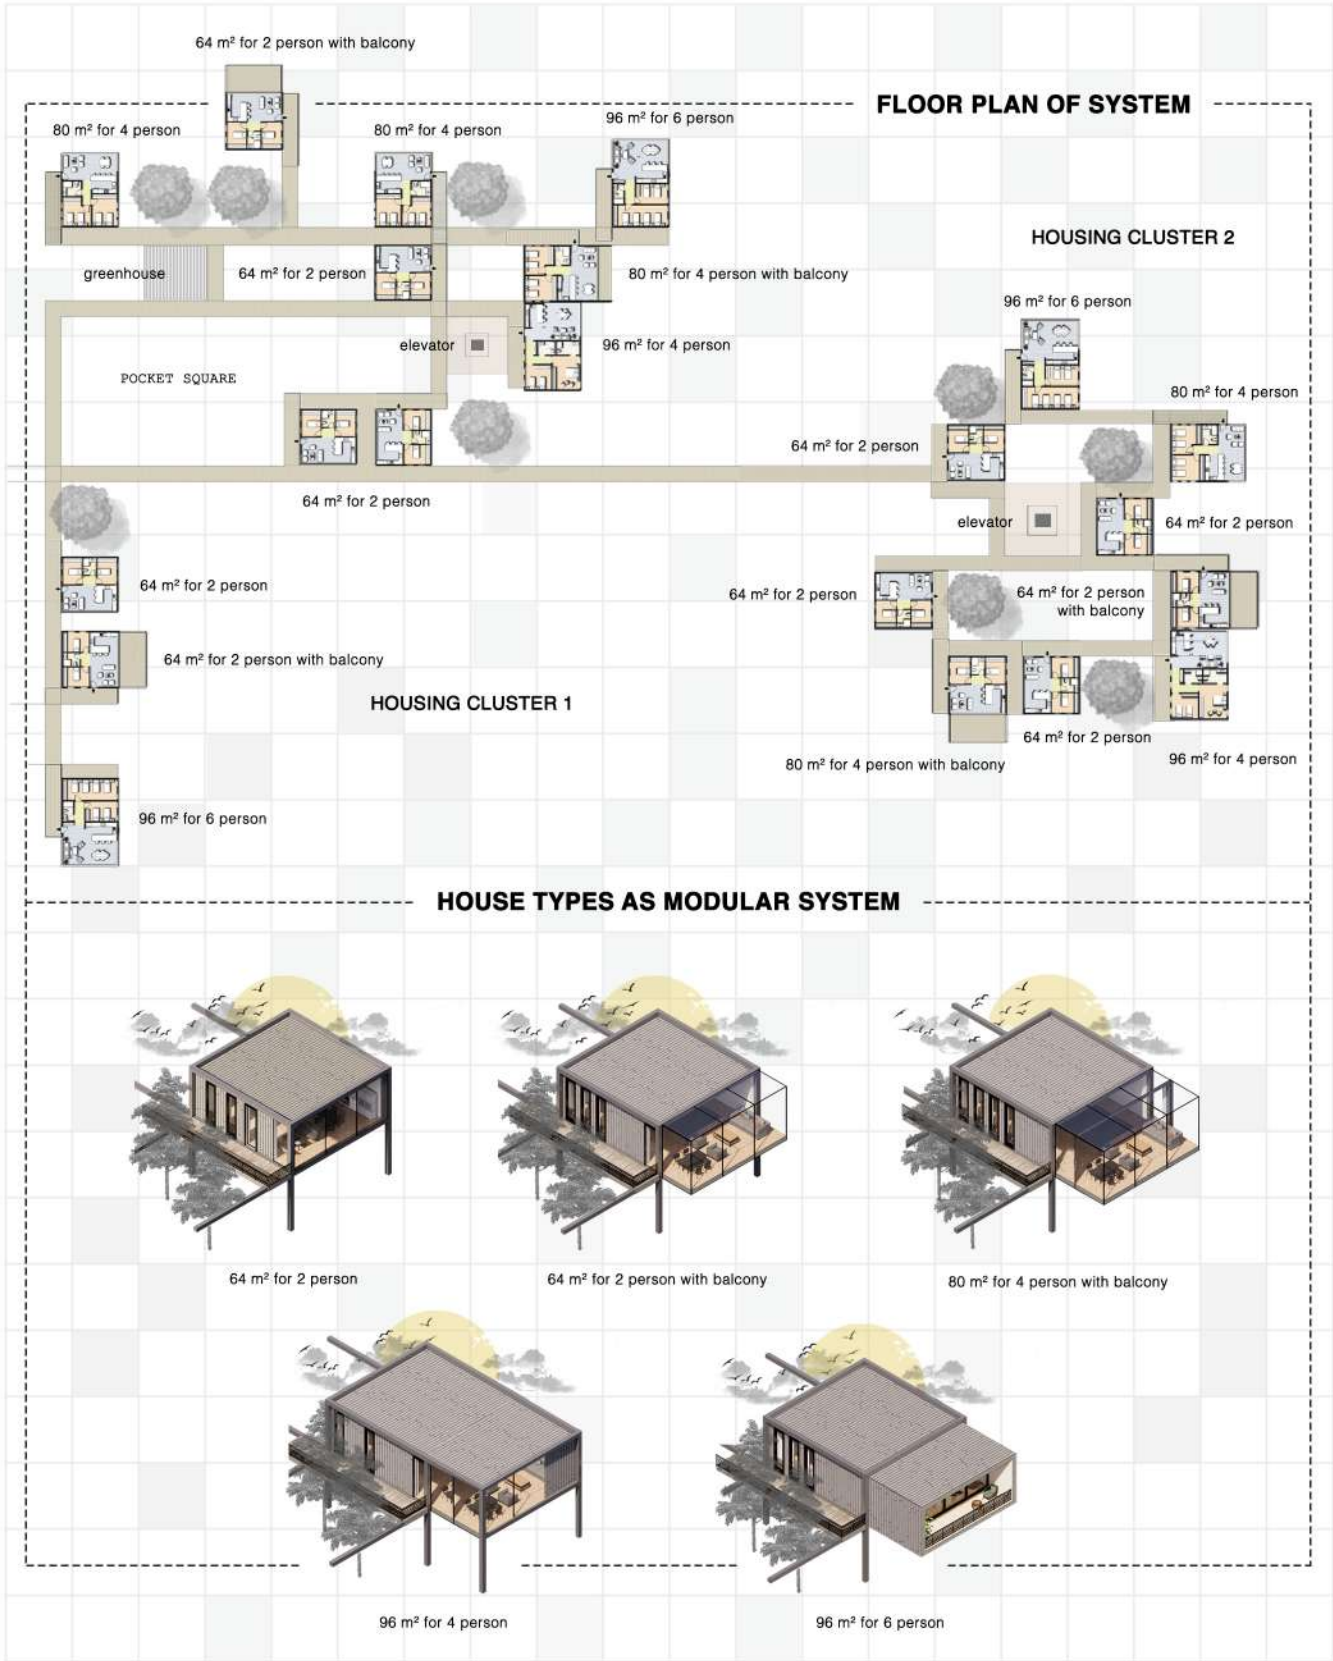 64 m² for 2 person with balcony
FLOOR PLAN OF SYSTEM
80 m² for 4 person
80 m² for 4 person
96 m² for 6 person
HOUSING CLUSTER 2
greenhouse
64 m² for 2 person
80 m² for 4 person with balcony
96 m² for 6 person
elevator
96 m² for 4 person
POCKET SQUARE
80 m² for 4 person
64 m² for 2 person
64 m² for 2 person
elevator
64 m² for 2 person
64 m² for 2 person
64 m² for 2 person
64 m² for 2 person
with balcony
64 m² for 2 person with balcony
HOUSING CLUSTER 1
64 m² for 2 person
80 m² for 4 person with balcony
96 m² for 4 person
96 m² for 6 person
HOUSE TYPES AS MODULAR SYSTEM
64 m² for 2 person
64 m² for 2 person with balcony
80 m² for 4 person with balcony
96 m² for 4 person
96 m² for 6 person